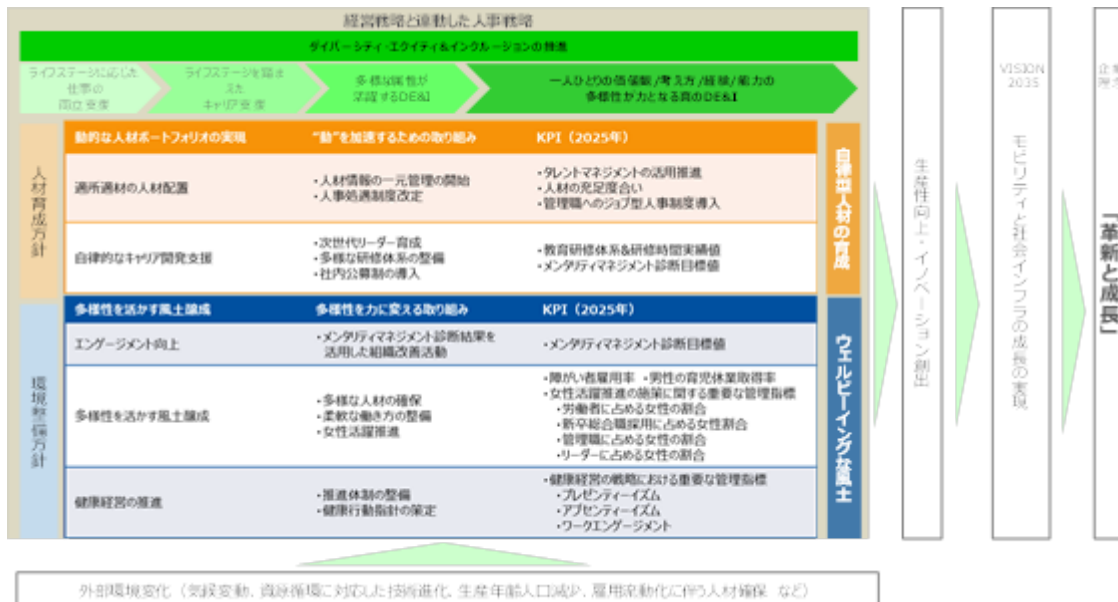 経営戦略と連動した人事戦略
ダイバーシティ・エクイティ&インクルージョンの推進
ライフステージに応じた
仕事の
両立支援
ライフステージを踏ま
えた
キャリア支援
多様な属性が
活躍するDE&I
一人ひとりの価値観/考え方/経験/能力の
多様性が力となる真のDE&I
人材育成方針
動的な人材ポートフォリオの実現
“動”を加速するための取り組み
KPI（2025年）
適所適材の人材配置
・人材情報の一元管理の開始
・人事処遇制度改定
・タレントマネジメントの活用推進
・人材の充足度合い
・管理職へのジョブ型人事制度導入
自律的なキャリア開発支援
・次世代リーダー育成
・多様な研修体系の整備
・社内公募制の導入
・教育研修体系&研修時間実績値
・メンタリティマネジメント診断目標値
自律型人材の育成
環境整備方針
多様性を活かす風土醸成
多様性を力に変える取り組み
KPI（2025年）
エンゲージメント向上
・メンタリティマネジメント診断結果を
活用した組織改善活動
・メンタリティマネジメント診断目標値
多様性を活かす風土醸成
・多様な人材の確保
・柔軟な働き方の整備
・女性活躍推進
・障がい者雇用率 ・男性の育児休業取得率
・女性活躍推進の施策に関する重要な管理指標
・労働者に占める女性の割合
・新卒総合職採用に占める女性割合
・管理職に占める女性の割合
・リーダーに占める女性の割合
健康経営の推進
・推進体制の整備
・健康行動指針の策定
・健康経営の戦略における重要な管理指標
・プレゼンティーイズム
・アブセンティーイズム
・ワークエンゲージメント
ウェルビーイングな風土
生産性向上・イノベーション創出
VISION
2035
モビリティと社会インフラの成長の実現
「革新と成長」
外部環境変化（気候変動、資源循環に対応した技術進化、生産年齢人口減少、雇用流動化に伴う人材確保 など）